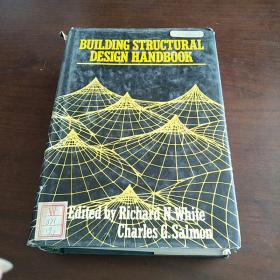 BUILDING STRUCTURAL
DESIGN HANDBOOK
Edited by Richard N. White
Charles G. Salmon